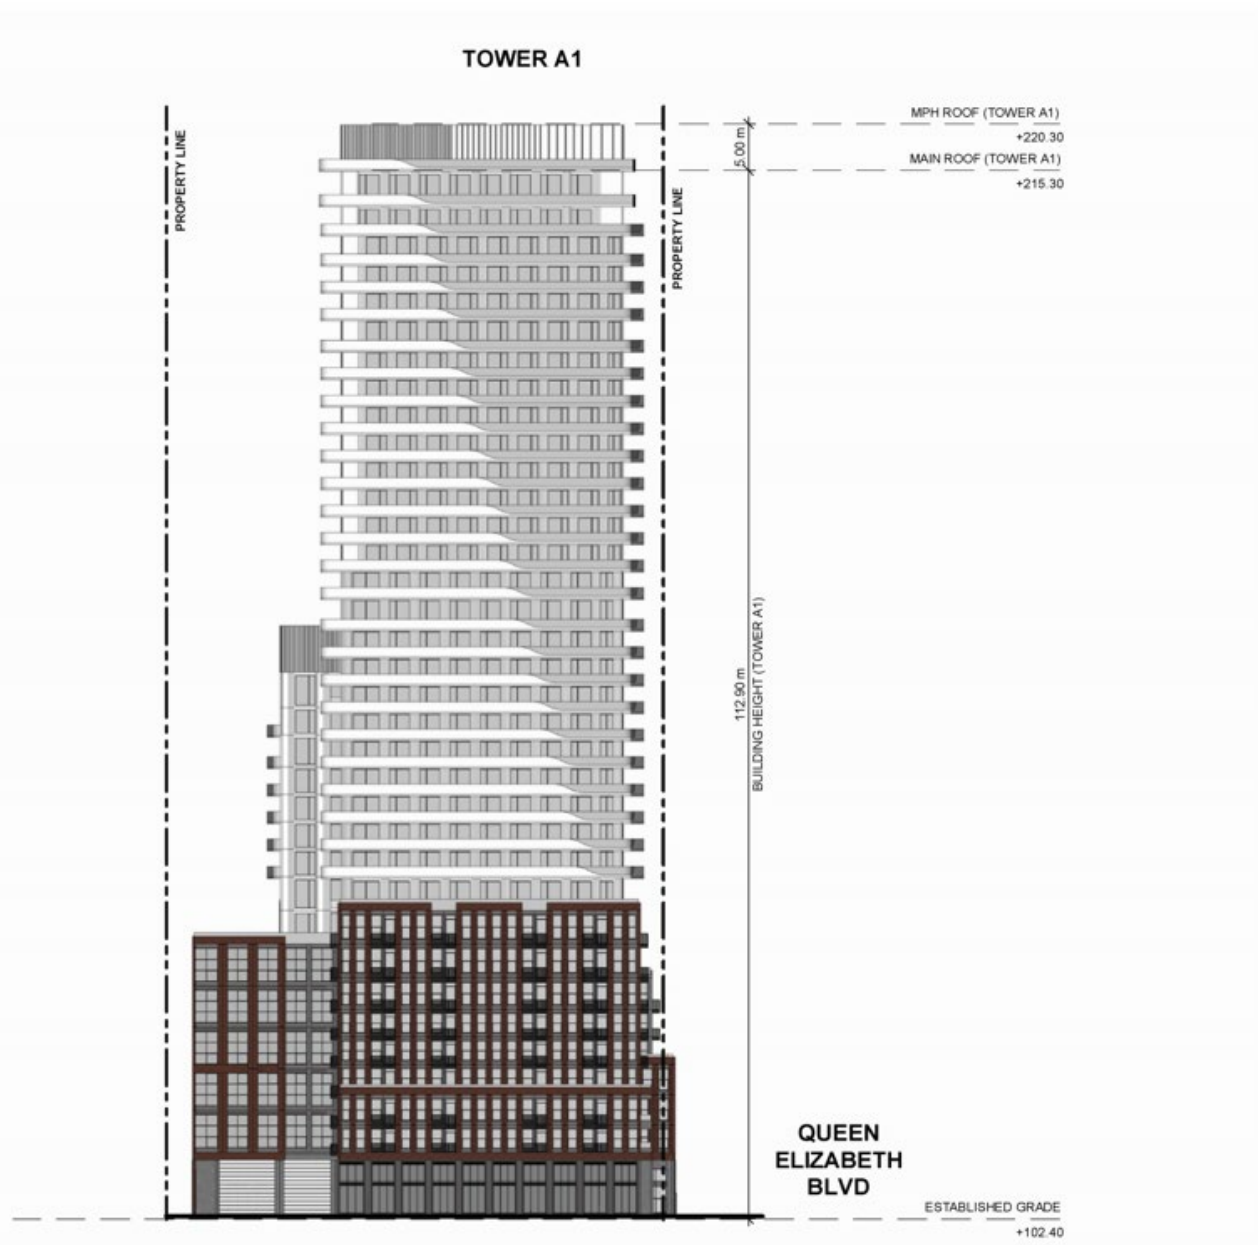 TOWER A1
MPH ROOF (TOWER A1)
+220.30
5.00 m
MAIN ROOF (TOWER A1)
+215.30
PROPERTY LINE
PROPERTY LINE
112.90 m
BUILDING HEIGHT (TOWER A1)
QUEEN
ELIZABETH
BLVD
ESTABLISHED GRADE
+102.40